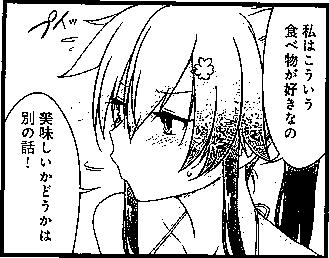 私はこういう
食べ物が好きなの
美味しいかどうかは
別の話！
プイッ